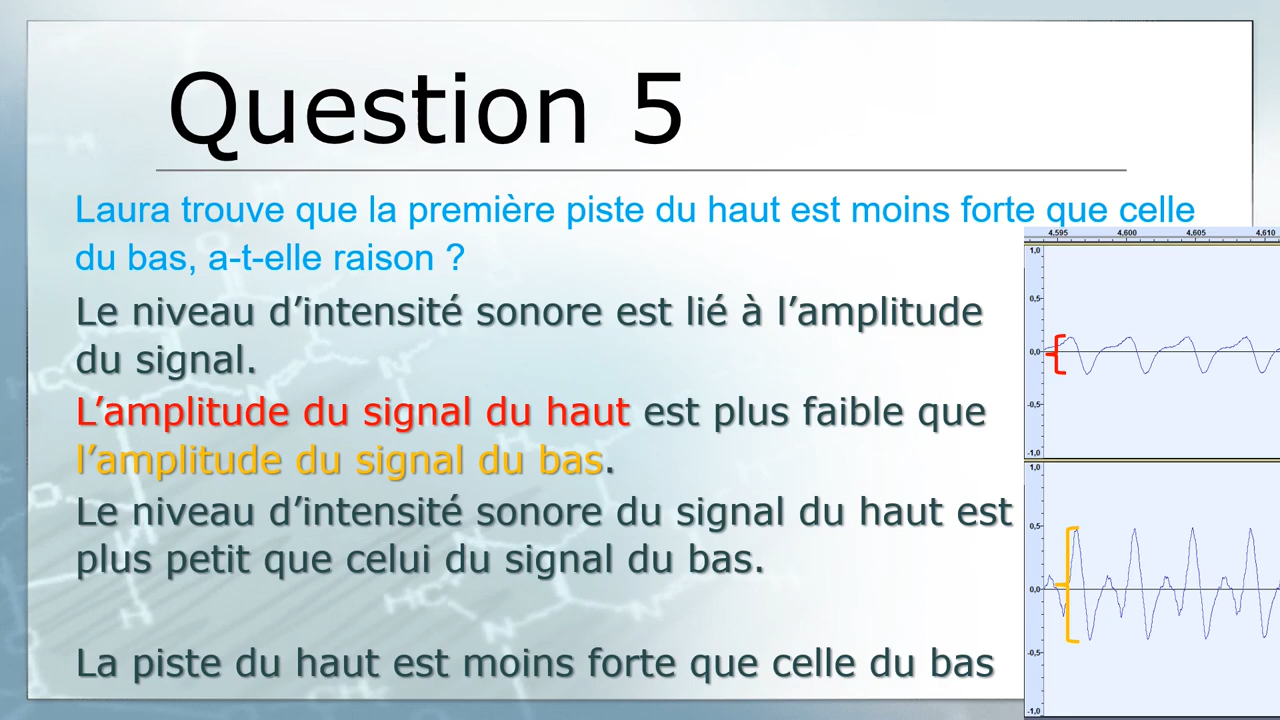 Question 5
Laura trouve que la première piste du haut est moins forte que celle
du bas, a-t-elle raison ?
4,595 4,600 4,605 4,610
1,0
0,5
0,0
-0,5
-1,0
1,0
0,5
0,0
-0,5
-1,0
Le niveau d’intensité sonore est lié à l’amplitude
du signal.
L’amplitude du signal du haut est plus faible que
l’amplitude du signal du bas.
Le niveau d’intensité sonore du signal du haut est
plus petit que celui du signal du bas.
La piste du haut est moins forte que celle du bas